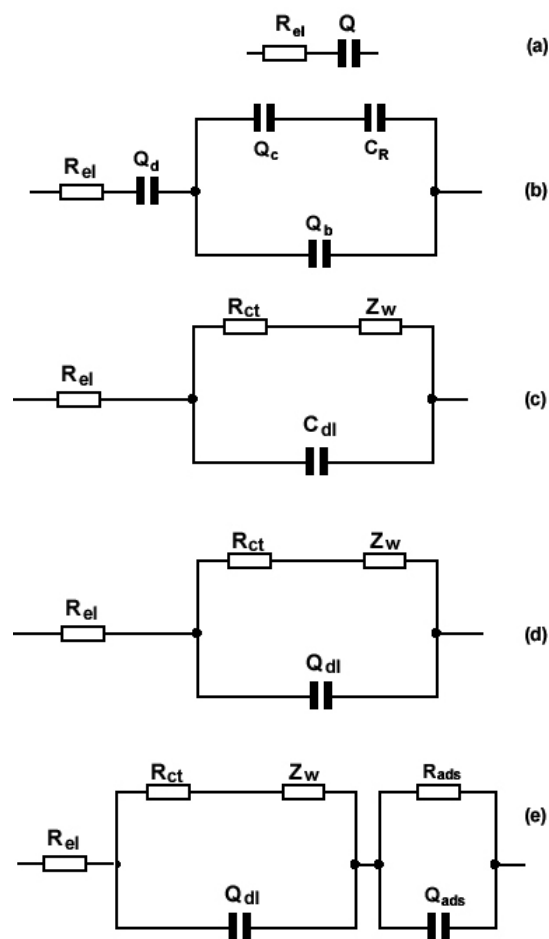 R_el Q (a)
Q_c C_R
R_el Q_d (b)
Q_b
R_ct Z_w
R_el (c)
C_dl
R_ct Z_w
R_el (d)
Q_dl
R_ct Z_w R_ads
(e)
R_el
Q_dl Q_ads